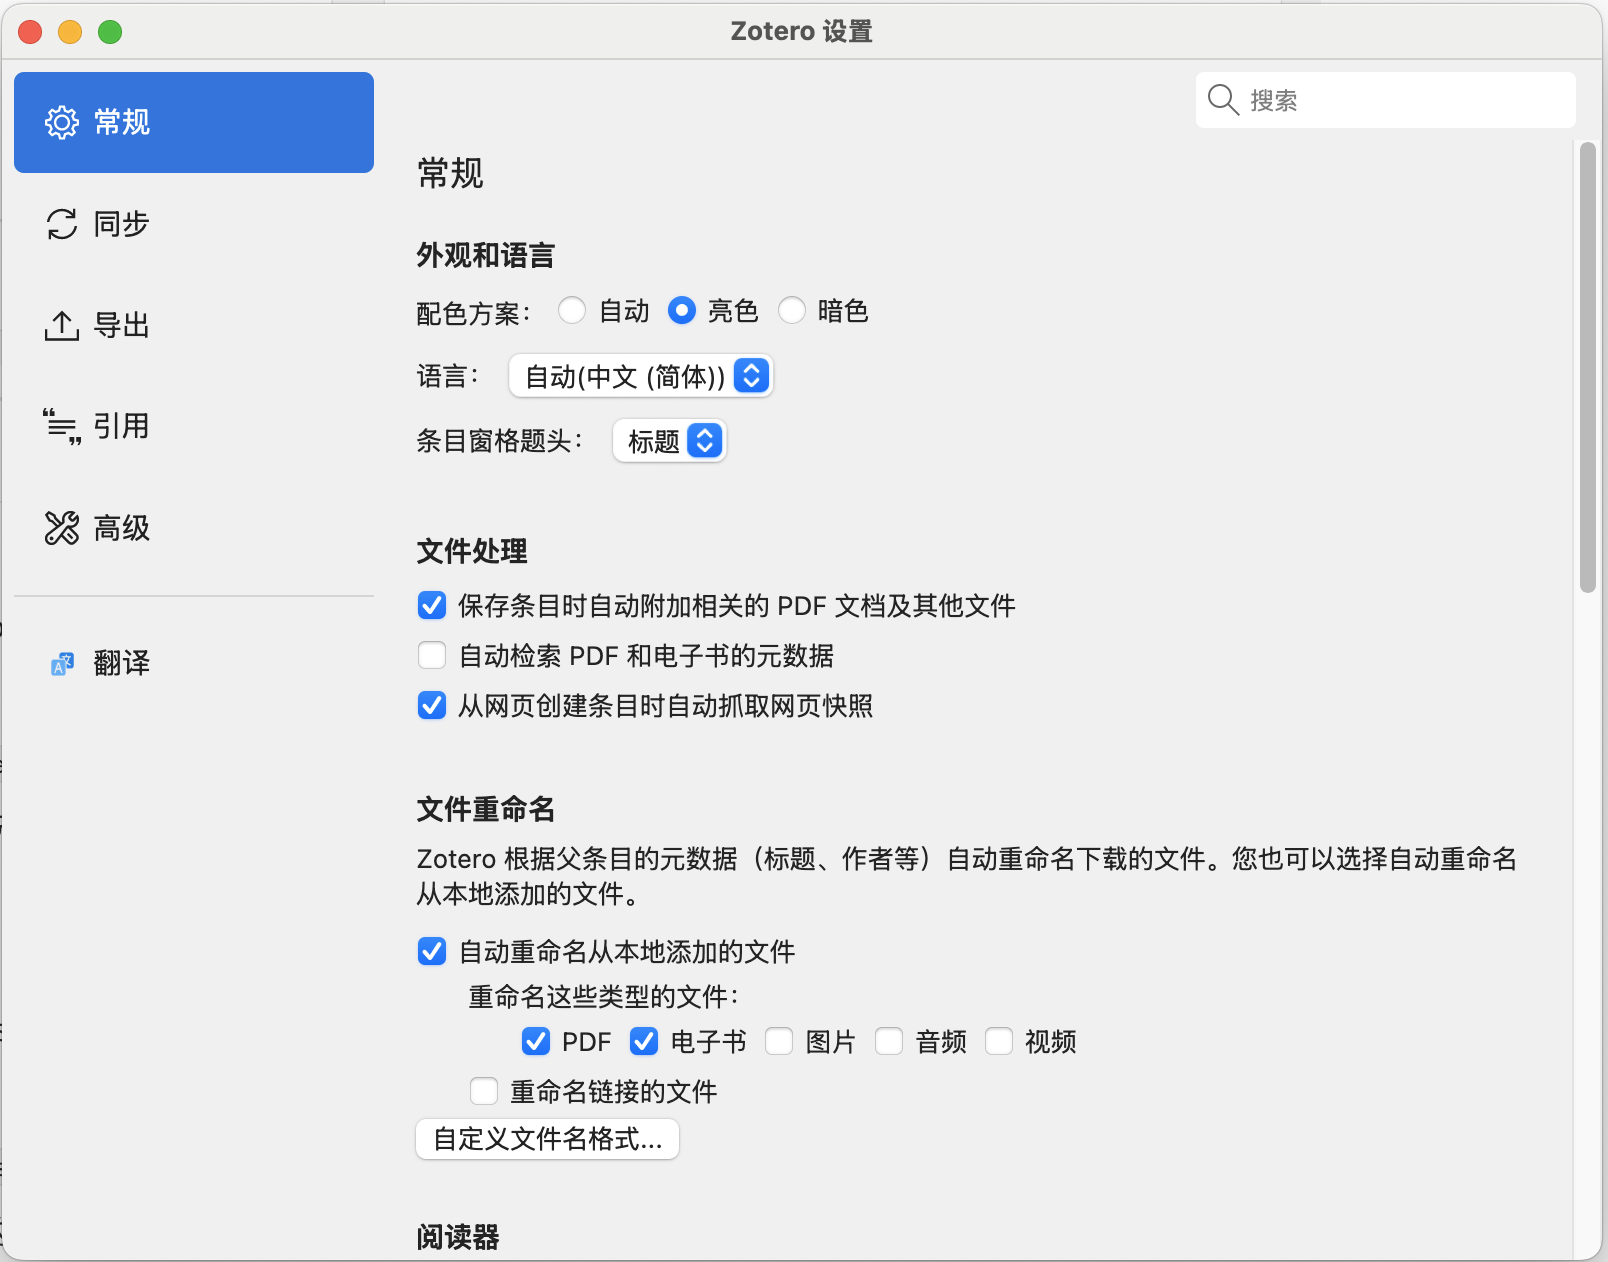 Zotero 设置
常规
搜索
同步
导出
引用
高级
翻译
常规
外观和语言
配色方案： 自动 亮色 暗色
语言： 自动(中文 (简体))
条目窗格题头： 标题
文件处理
保存条目时自动附加相关的 PDF 文档及其他文件
自动检索 PDF 和电子书的元数据
从网页创建条目时自动抓取网页快照
文件重命名
Zotero 根据父条目的元数据（标题、作者等）自动重命名下载的文件。您也可以选择自动重命名
从本地添加的文件。
自动重命名从本地添加的文件
重命名这些类型的文件：
PDF 电子书 图片 音频 视频
重命名链接的文件
自定义文件名格式...
阅读器